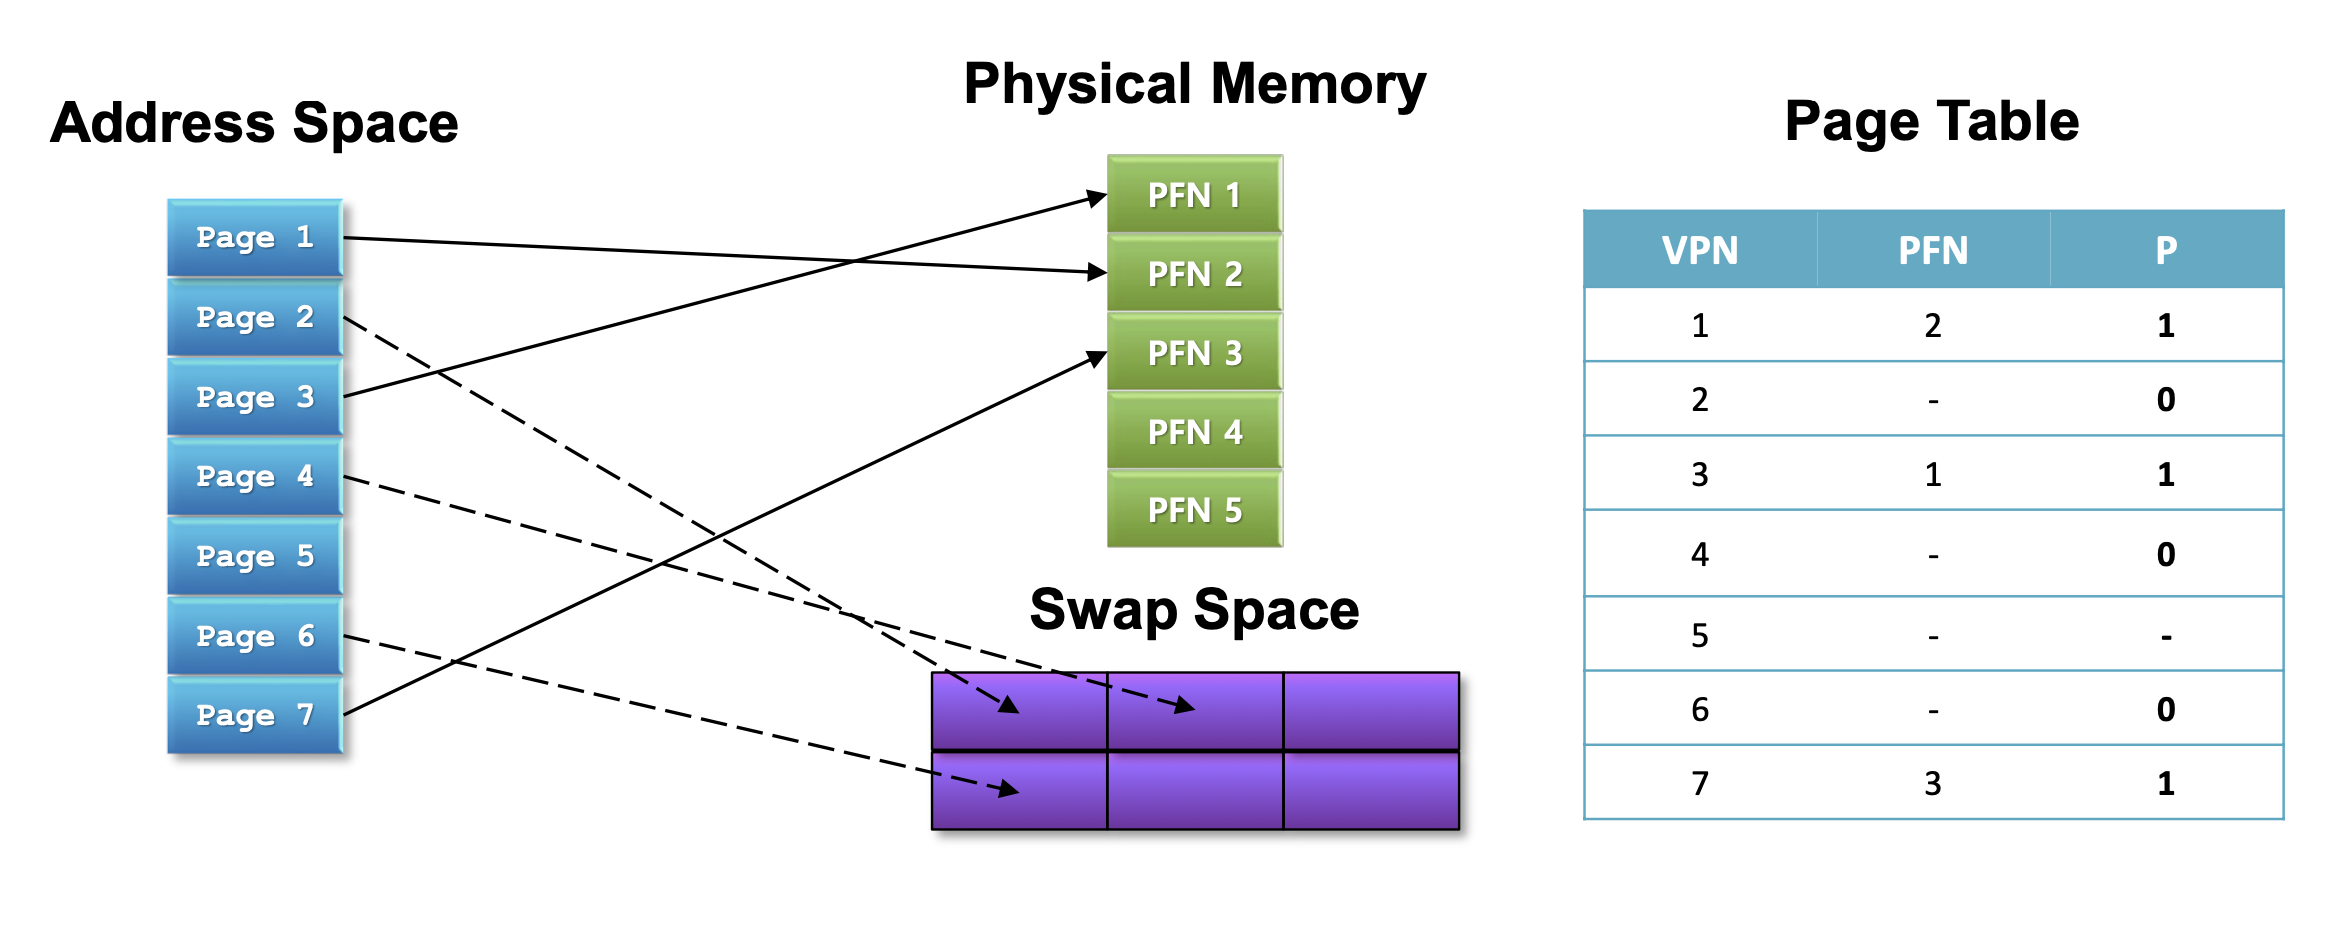 Address Space
Page 1
Page 2
Page 3
Page 4
Page 5
Page 6
Page 7
Physical Memory
PFN 1
PFN 2
PFN 3
PFN 4
PFN 5
Swap Space
Page Table
VPN PFN P
1 2 1
2 - 0
3 1 1
4 - 0
5 - -
6 - 0
7 3 1